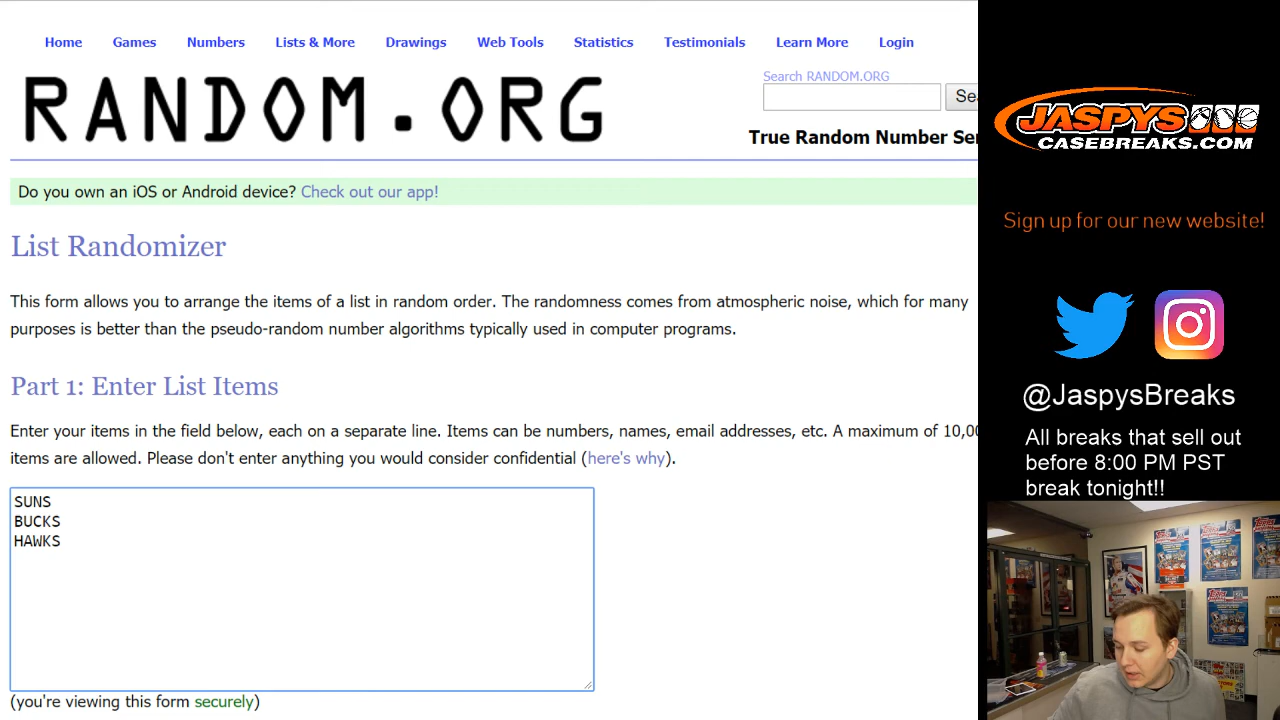 Home Games Numbers Lists & More Drawings Web Tools Statistics Testimonials Learn More Login
RANDOM.ORG
Search RANDOM.ORG
Sea
True Random Number Ser
Do you own an iOS or Android device? Check out our app!
List Randomizer
This form allows you to arrange the items of a list in random order. The randomness comes from atmospheric noise, which for many
purposes is better than the pseudo-random number algorithms typically used in computer programs.
Part 1: Enter List Items
Enter your items in the field below, each on a separate line. Items can be numbers, names, email addresses, etc. A maximum of 10,00
items are allowed. Please don't enter anything you would consider confidential (here's why).
SUNS
BUCKS
HAWKS
(you're viewing this form securely)
JASPYS
CASEBREAKS.COM
Sign up for our new website!
@JaspysBreaks
All breaks that sell out
before 8:00 PM PST
break tonight!!